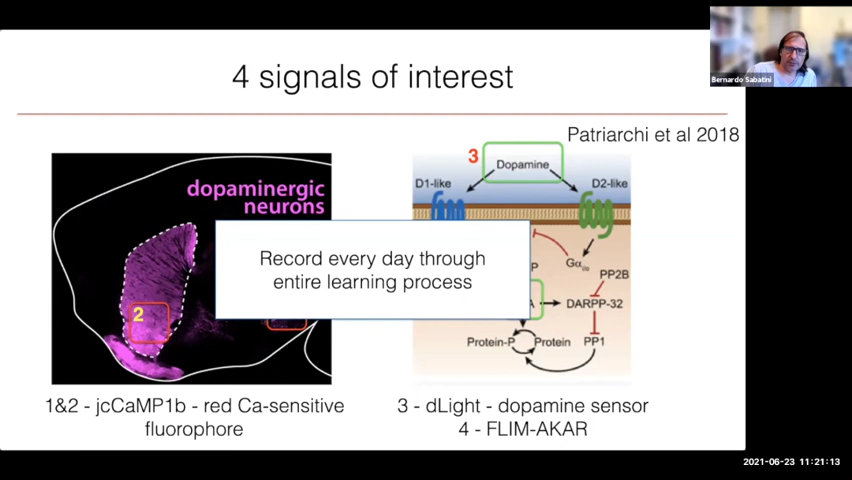 Bernardo Sabatini
4 signals of interest
Patriarchi et al 2018
dopaminergic
neurons
2
3
Dopamine
D1-like
D2-like
Record every day through
entire learning process
P
Gα
PP2B
A
DARPP-32
Protein-P
Protein
PP1
1&2 - jcCaMP1b - red Ca-sensitive
fluorophore
3 - dLight - dopamine sensor
4 - FLIM-AKAR
2021-06-23 11:21:13